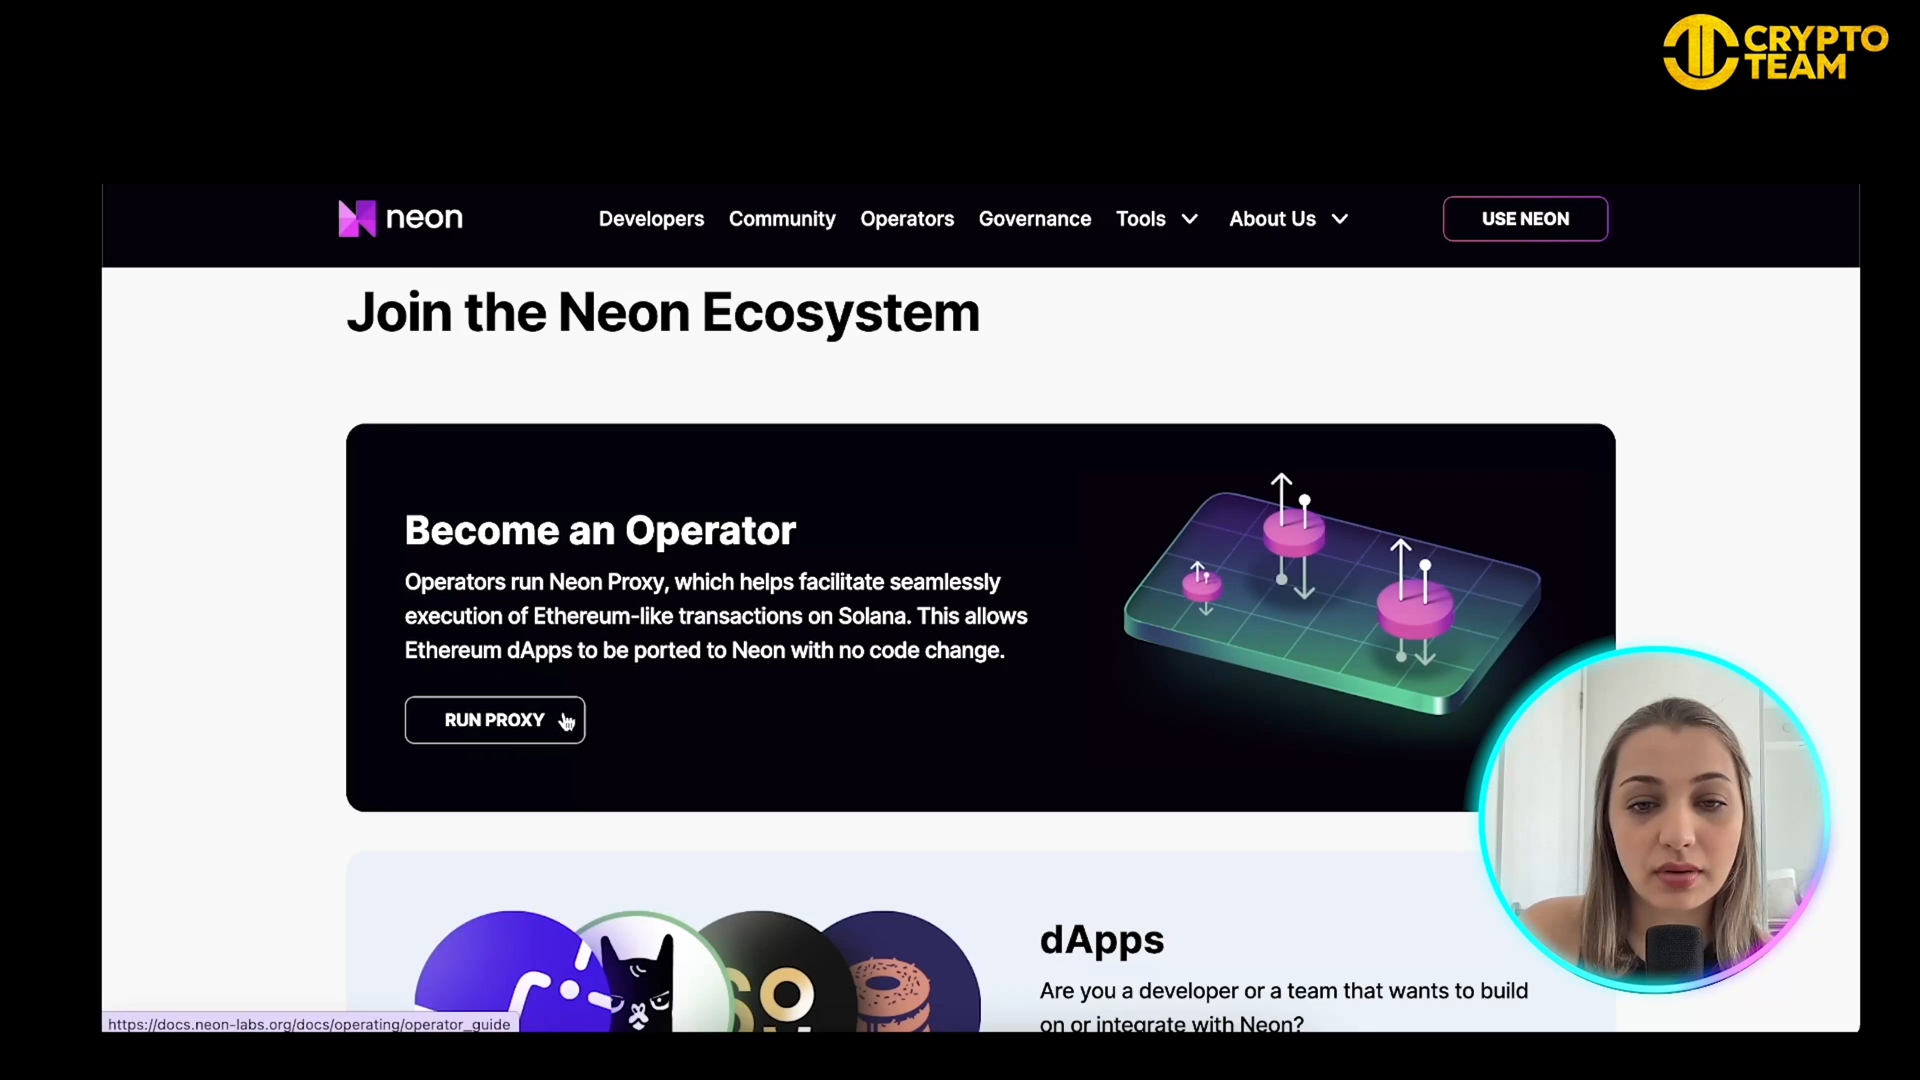 CRYPTO
TEAM
neon
Developers Community Operators Governance Tools About Us USE NEON
Join the Neon Ecosystem
Become an Operator
Operators run Neon Proxy, which helps facilitate seamlessly
execution of Ethereum-like transactions on Solana. This allows
Ethereum dApps to be ported to Neon with no code change.
RUN PROXY
dApps
Are you a developer or a team that wants to build
on or integrate with Neon?
https://docs.neon-labs.org/docs/operating/operator_guide